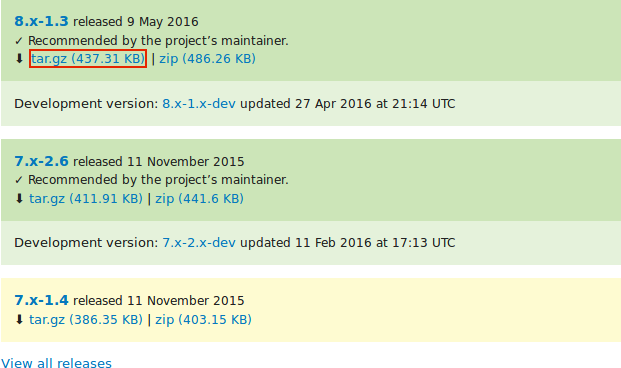 8.x-1.3 released 9 May 2016
✓ Recommended by the project's maintainer.
⬇ tar.gz (437.31 KB) | zip (486.26 KB)
Development version: 8.x-1.x-dev updated 27 Apr 2016 at 21:14 UTC
7.x-2.6 released 11 November 2015
✓ Recommended by the project's maintainer.
⬇ tar.gz (411.91 KB) | zip (441.6 KB)
Development version: 7.x-2.x-dev updated 11 Feb 2016 at 17:13 UTC
7.x-1.4 released 11 November 2015
⬇ tar.gz (386.35 KB) | zip (403.15 KB)
View all releases